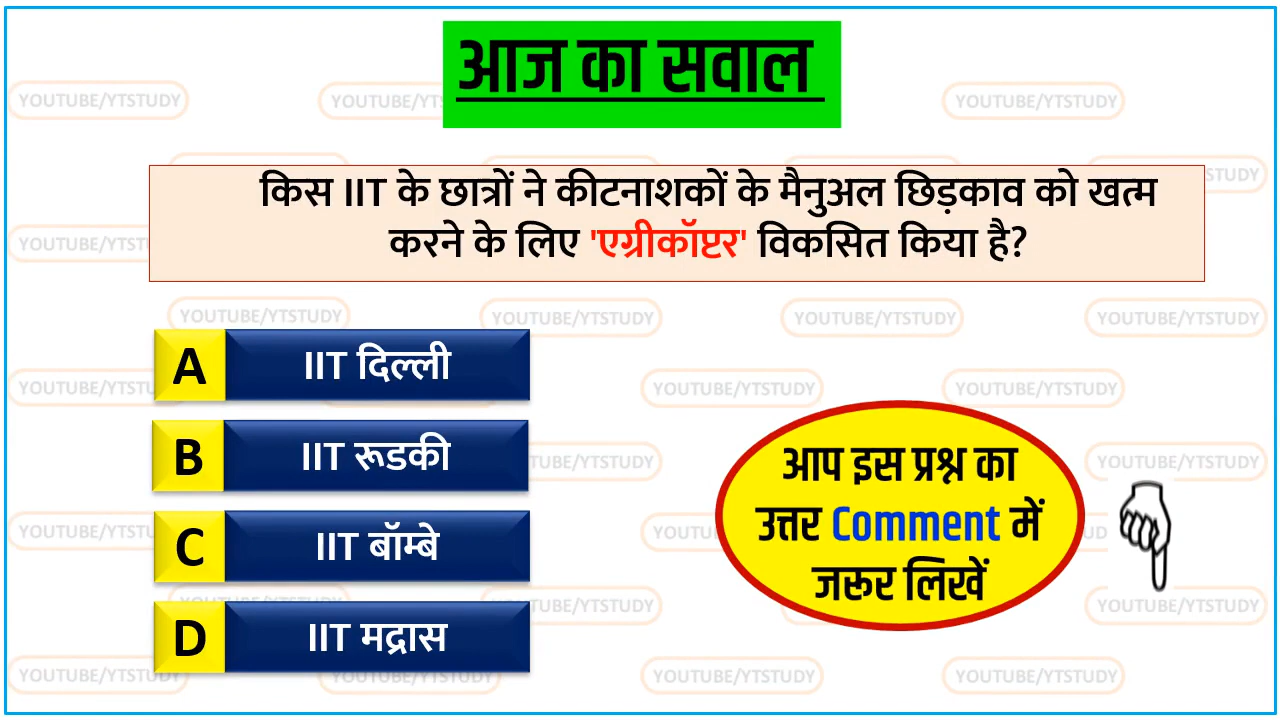 आज का सवाल
YOUTUBE/YTSTUDY
किस IIT के छात्रों ने कीटनाशकों के मैनुअल छिड़काव को खत्म
करने के लिए 'एग्रीकॉप्टर' विकसित किया है?
A IIT दिल्ली
B IIT रूडकी
C IIT बॉम्बे
D IIT मद्रास
आप इस प्रश्न का
उत्तर Comment में
जरूर लिखें